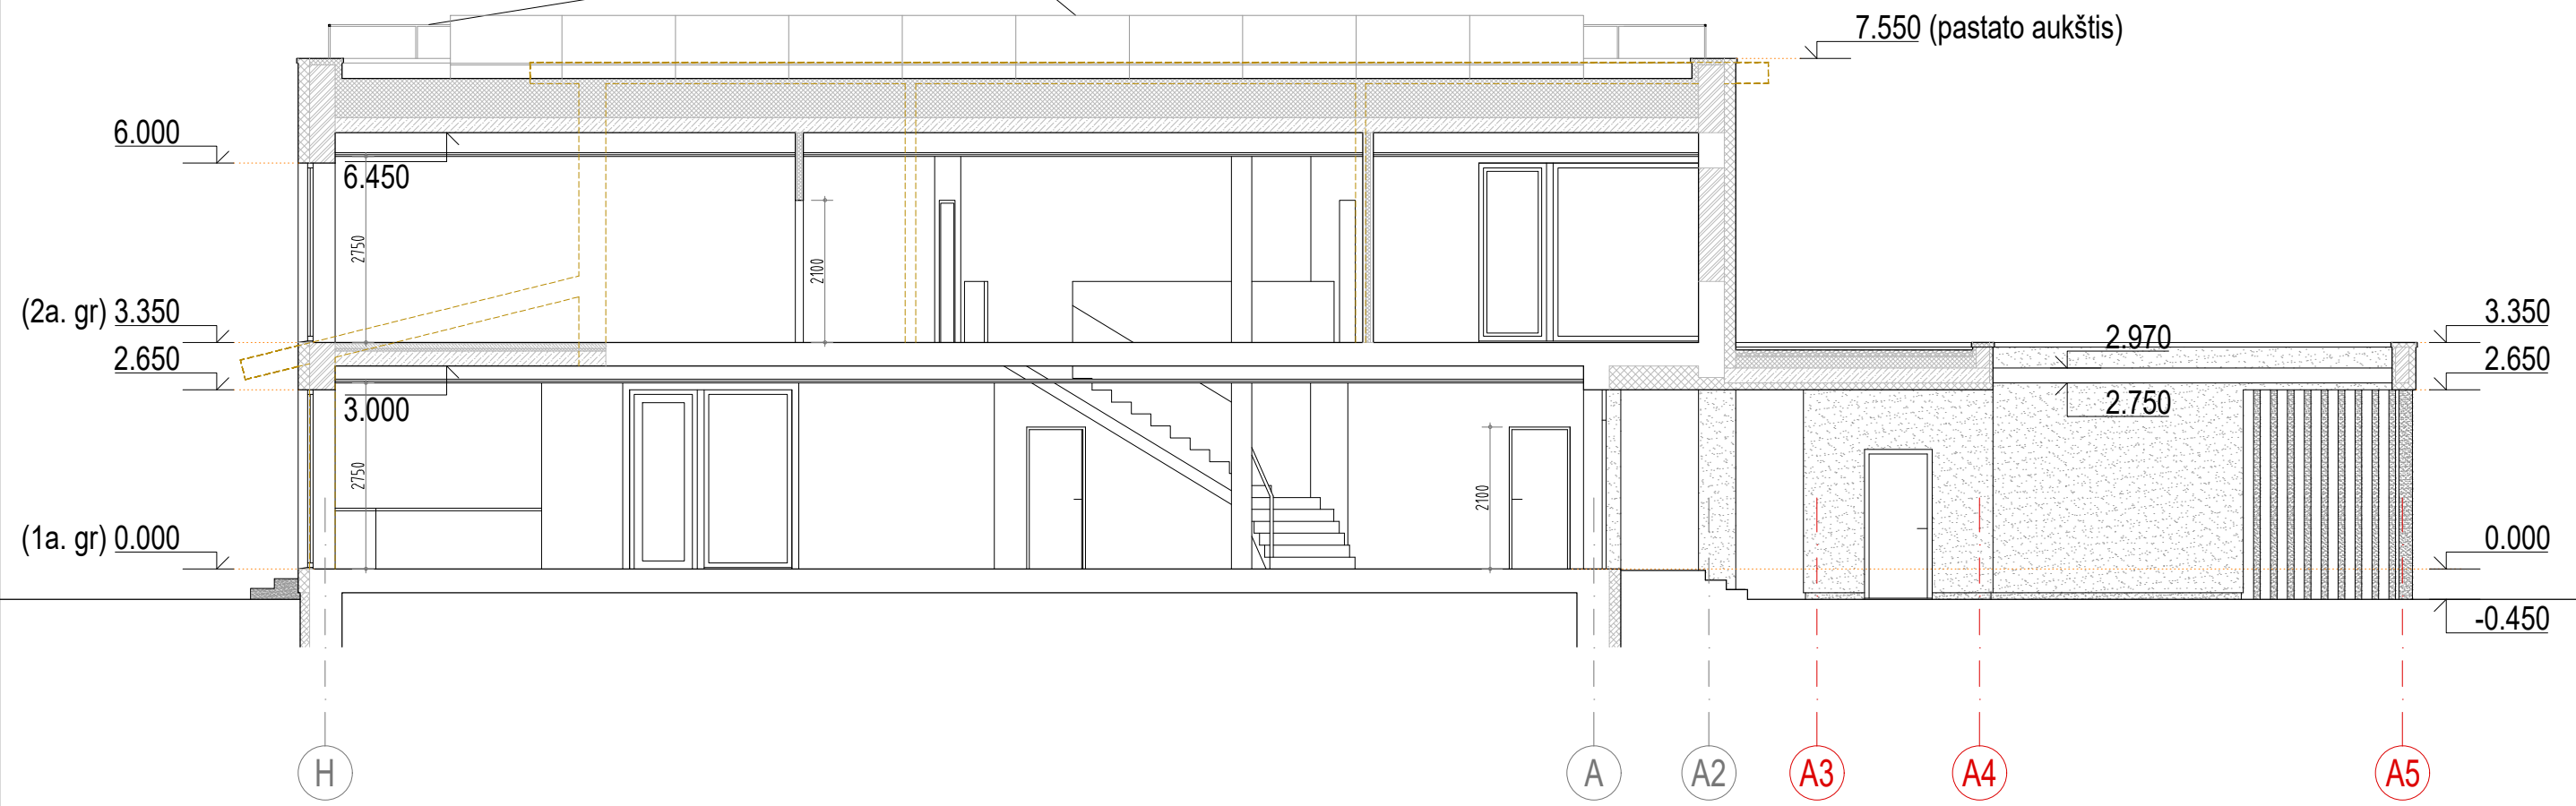 7.550 (pastato aukštis)
6.000
6.450
2750
2100
(2a. gr) 3.350
3.350
2.970
2.650
2.650
3.000
2.750
2750
2100
(1a. gr) 0.000
0.000
-0.450
H
A
A2
A3
A4
A5